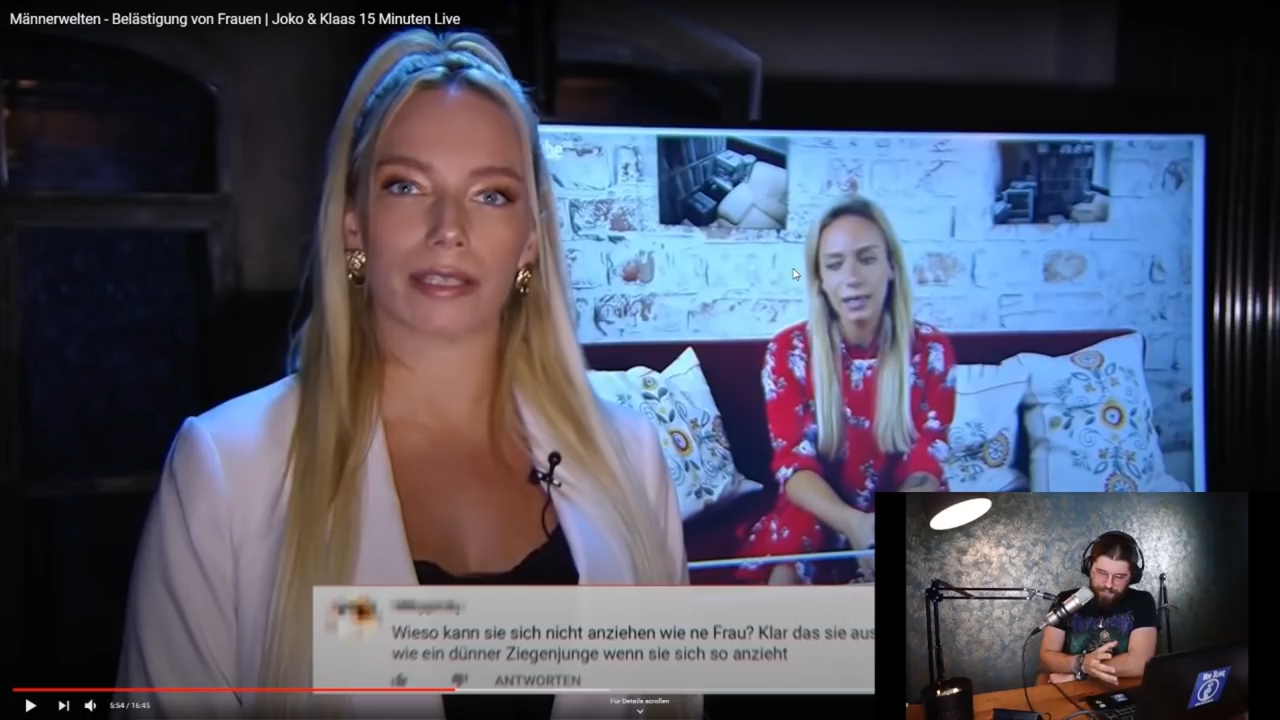 Männerwelten - Belästigung von Frauen | Joko & Klaas 15 Minuten Live
Wieso kann sie sich nicht anziehen wie ne Frau? Klar das sie aus
wie ein dünner Ziegenjunge wenn sie sich so anzieht
ANTWORTEN
5:54 / 16:45
Für Details scrollen